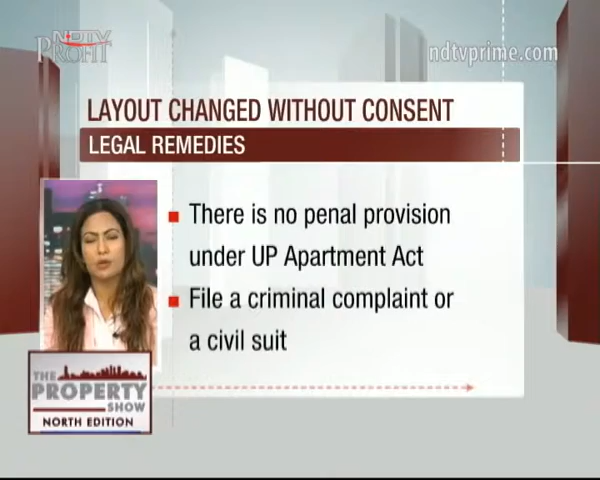 NDTV
PROFIT
ndtvprime.com
LAYOUT CHANGED WITHOUT CONSENT
LEGAL REMEDIES
There is no penal provision
under UP Apartment Act
File a criminal complaint or
a civil suit
THE
PROPERTY
SHOW
NORTH EDITION